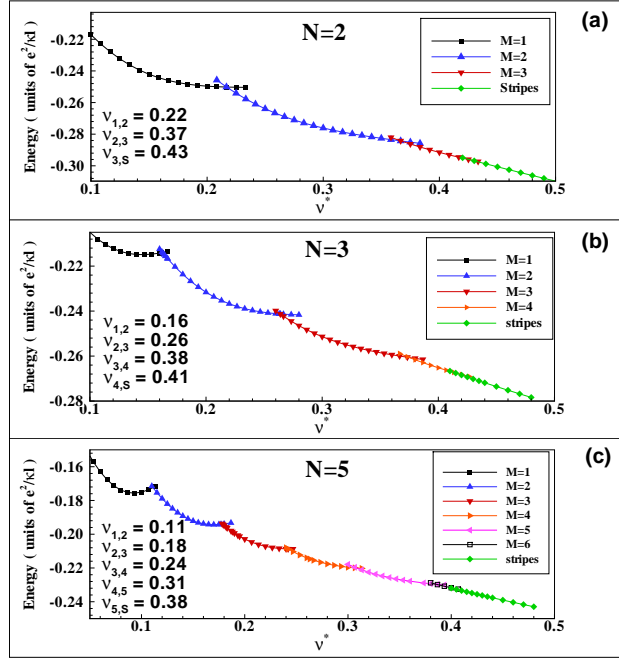 (a)
N=2
M=1
M=2
M=3
Stripes
Energy ( units of e²/κl )
-0.22
-0.24
-0.26
-0.28
-0.30
ν₁,₂ = 0.22
ν₂,₃ = 0.37
ν₃,S = 0.43
0.1
0.2
0.3
0.4
0.5
ν*
(b)
N=3
M=1
M=2
M=3
M=4
stripes
Energy ( units of e²/κl )
-0.22
-0.24
-0.26
-0.28
ν₁,₂ = 0.16
ν₂,₃ = 0.26
ν₃,₄ = 0.38
ν₄,S = 0.41
0.1
0.2
0.3
0.4
0.5
ν*
(c)
N=5
M=1
M=2
M=3
M=4
M=5
M=6
stripes
Energy ( units of e²/κl )
-0.16
-0.18
-0.20
-0.22
-0.24
ν₁,₂ = 0.11
ν₂,₃ = 0.18
ν₃,₄ = 0.24
ν₄,₅ = 0.31
ν₅,S = 0.38
0.1
0.2
0.3
0.4
0.5
ν*